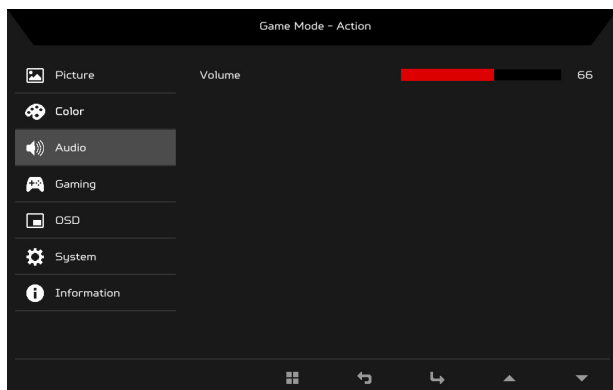 Game Mode - Action
Picture
Volume
66
Color
Audio
Gaming
OSD
System
Information